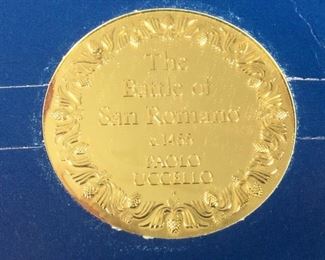 The
Battle of
San Romano
PAOLO
UCCELLO